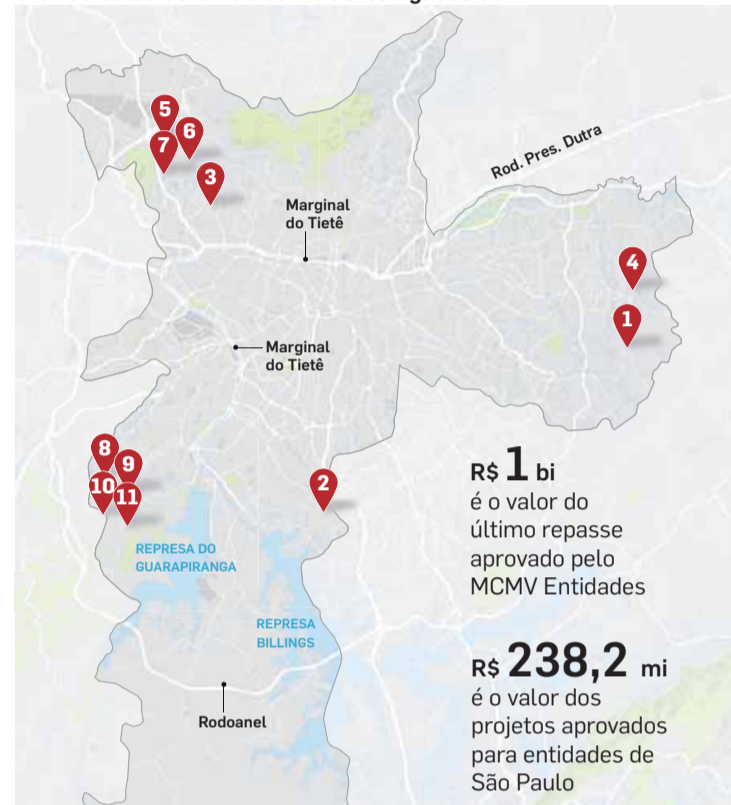 5
6
7
3
Rod. Pres. Dutra
Marginal
do Tietê
4
1
Marginal
do Tietê
8
9
10
11
2
R$ 1 bi
é o valor do
último repasse
aprovado pelo
MCMV Entidades
REPRESA DO
GUARAPIRANGA
REPRESA
BILLINGS
R$ 238,2 mi
é o valor dos
projetos aprovados
para entidades de
São Paulo
Rodoanel